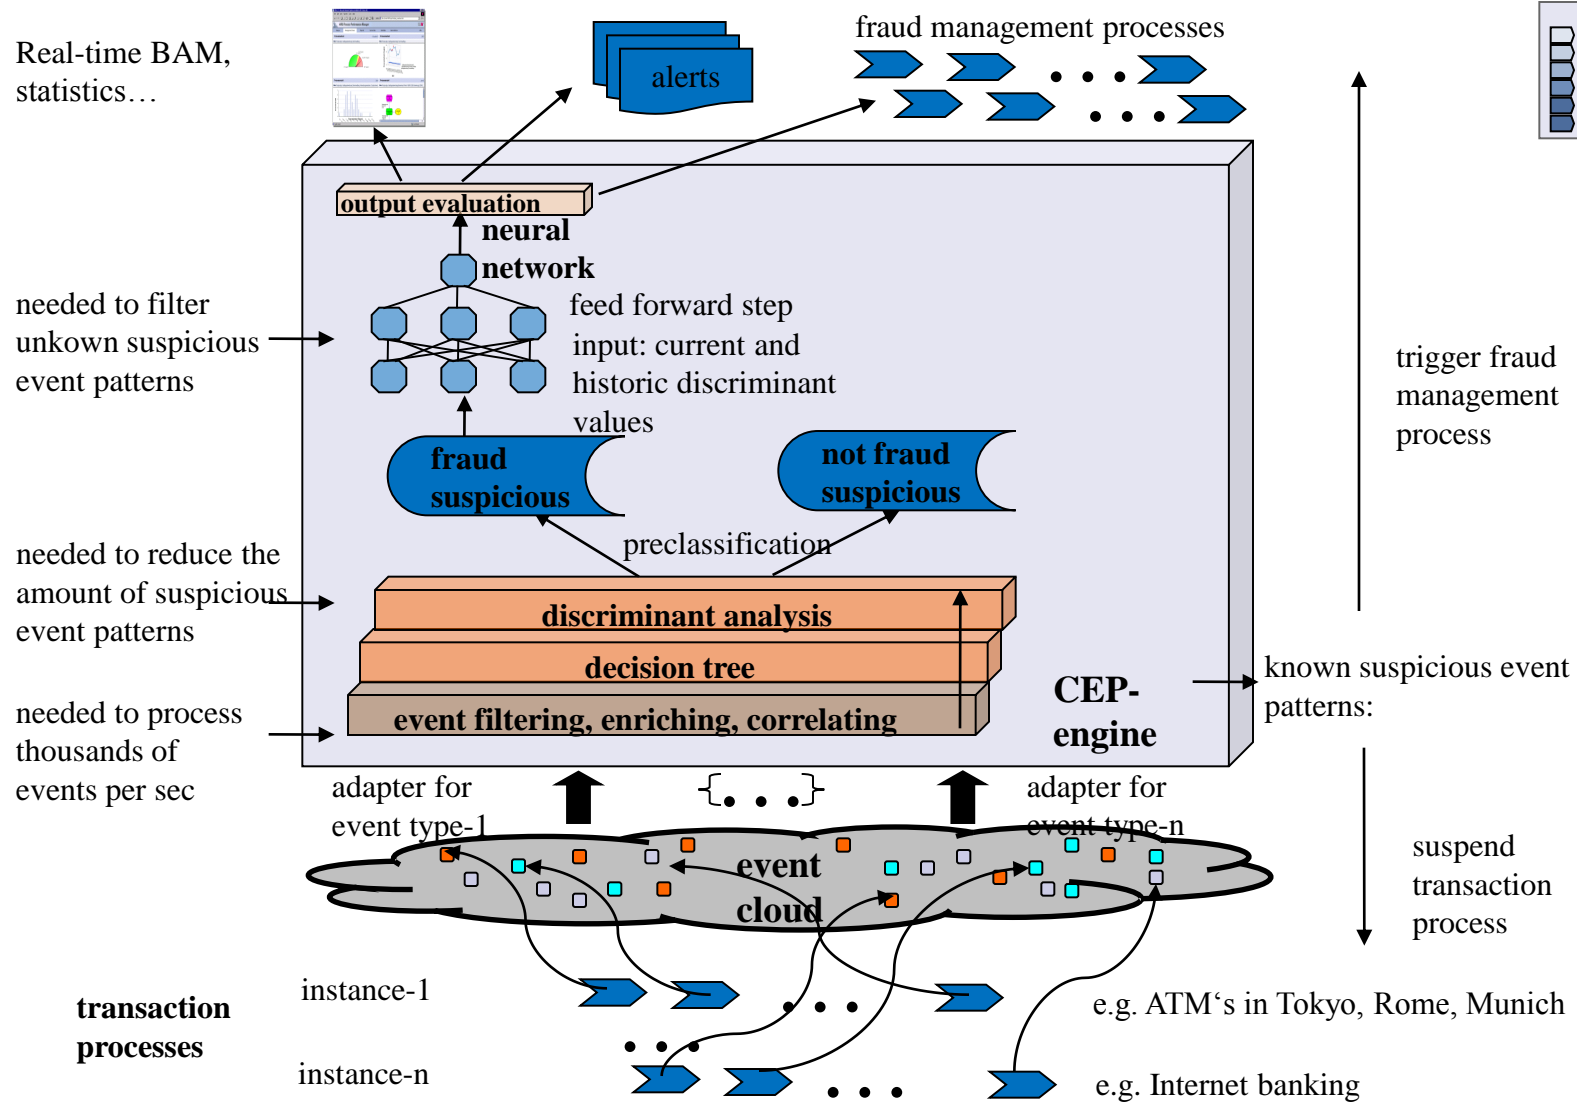 Real-time BAM,
statistics…
alerts
fraud management processes
output evaluation
neural
network
needed to filter
unkown suspicious
event patterns
feed forward step
input: current and
historic discriminant
values
trigger fraud
management
process
fraud
suspicious
not fraud
suspicious
preclassification
needed to reduce the
amount of suspicious
event patterns
discriminant analysis
decision tree
event filtering, enriching, correlating
needed to process
thousands of
events per sec
CEP-
engine
known suspicious event
patterns:
adapter for
event type-1
{• • •}
adapter for
event type-n
event
cloud
suspend
transaction
process
transaction
processes
instance-1
e.g. ATM‘s in Tokyo, Rome, Munich
instance-n
e.g. Internet banking